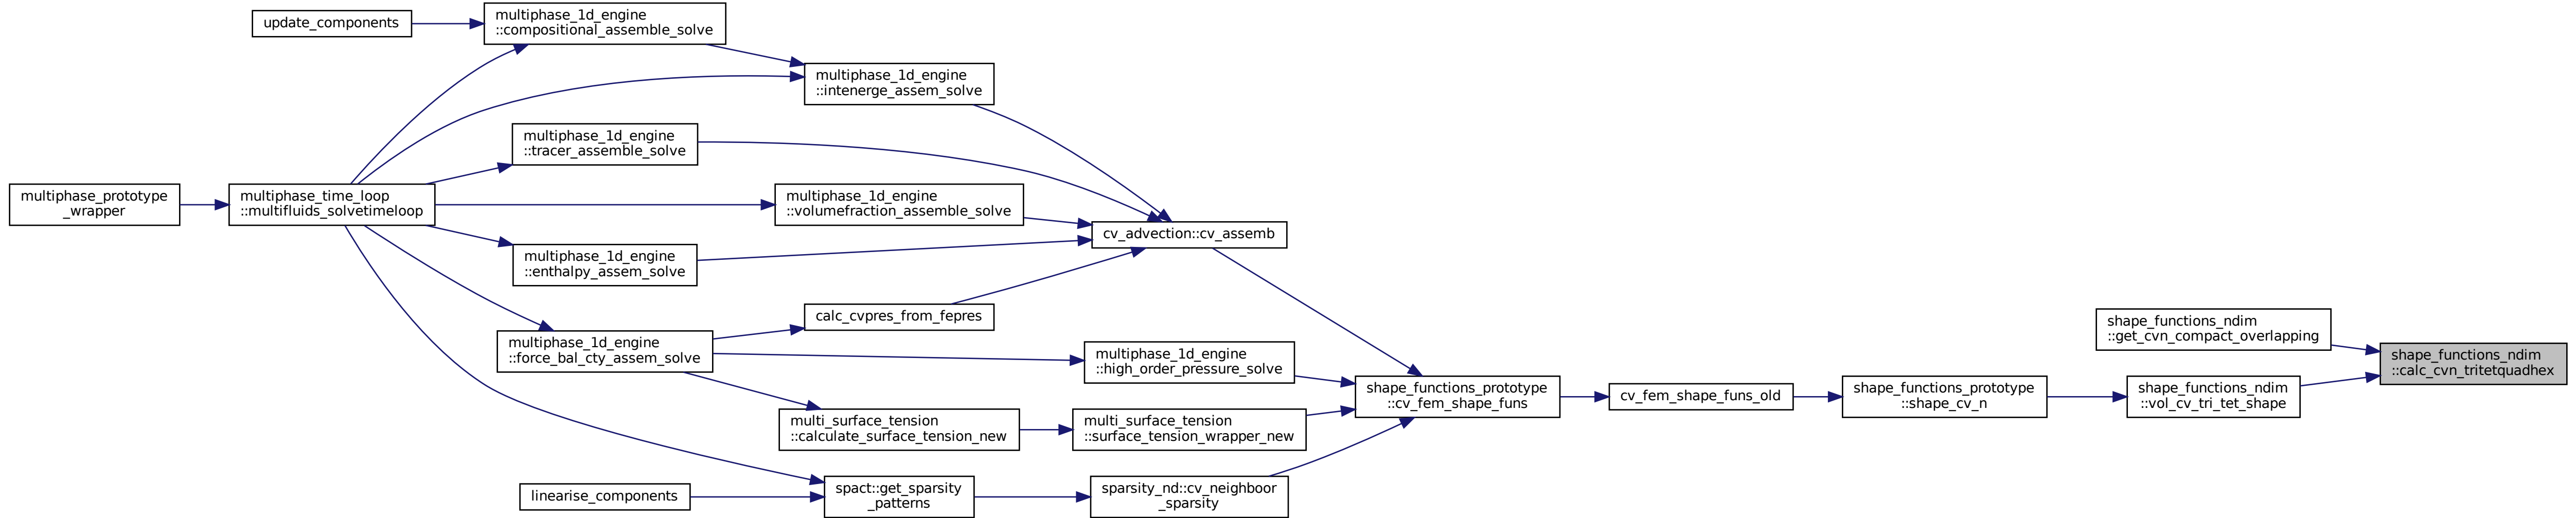 update_components
multiphase_1d_engine
::compositional_assemble_solve
multiphase_1d_engine
::intenerge_assem_solve
multiphase_1d_engine
::tracer_assemble_solve
multiphase_prototype
_wrapper
multiphase_time_loop
::multifluids_solvetimeloop
multiphase_1d_engine
::volumefraction_assemble_solve
cv_advection::cv_assemb
multiphase_1d_engine
::enthalpy_assem_solve
calc_cvpres_from_fepres
multiphase_1d_engine
::force_bal_cty_assem_solve
multiphase_1d_engine
::high_order_pressure_solve
shape_functions_ndim
::get_cvn_compact_overlapping
shape_functions_ndim
::calc_cvn_tritetquadhex
shape_functions_prototype
::cv_fem_shape_funs
cv_fem_shape_funs_old
shape_functions_prototype
::shape_cv_n
shape_functions_ndim
::vol_cv_tri_tet_shape
multi_surface_tension
::calculate_surface_tension_new
multi_surface_tension
::surface_tension_wrapper_new
linearise_components
spact::get_sparsity
_patterns
sparsity_nd::cv_neighboor
_sparsity